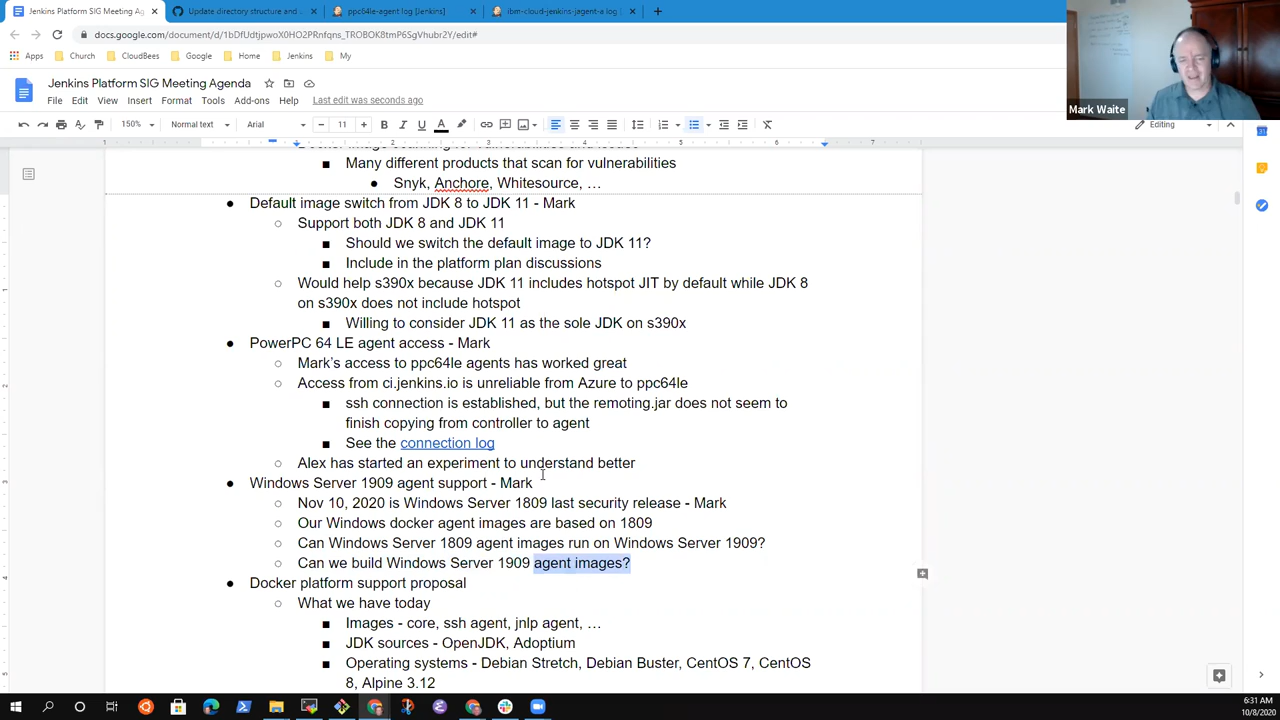 Jenkins Platform SIG Meeting Ag
Update directory structure and
ppc64le-agent log [Jenkins]
ibm-cloud-jenkins-jagent-a log [
docs.google.com/document/d/1bDfUdtjpwoX0HO2PRnfqns_TROBOK8tmP6SgVhubr2Y/edit#
Apps
Church
CloudBees
Google
Home
Jenkins
My
Jenkins Platform SIG Meeting Agenda
File Edit View Insert Format Tools Add-ons Help Last edit was seconds ago
Mark Waite
150% Normal text Arial 11 Editing
Many different products that scan for vulnerabilities
Snyk, Anchore, Whitesource, …
Default image switch from JDK 8 to JDK 11 - Mark
Support both JDK 8 and JDK 11
Should we switch the default image to JDK 11?
Include in the platform plan discussions
Would help s390x because JDK 11 includes hotspot JIT by default while JDK 8
on s390x does not include hotspot
Willing to consider JDK 11 as the sole JDK on s390x
PowerPC 64 LE agent access - Mark
Mark’s access to ppc64le agents has worked great
Access from ci.jenkins.io is unreliable from Azure to ppc64le
ssh connection is established, but the remoting.jar does not seem to
finish copying from controller to agent
See the connection log
Alex has started an experiment to understand better
Windows Server 1909 agent support - Mark
Nov 10, 2020 is Windows Server 1809 last security release - Mark
Our Windows docker agent images are based on 1809
Can Windows Server 1809 agent images run on Windows Server 1909?
Can we build Windows Server 1909 agent images?
Docker platform support proposal
What we have today
Images - core, ssh agent, jnlp agent, …
JDK sources - OpenJDK, Adoptium
Operating systems - Debian Stretch, Debian Buster, CentOS 7, CentOS
8, Alpine 3.12
6:31 AM
10/8/2020